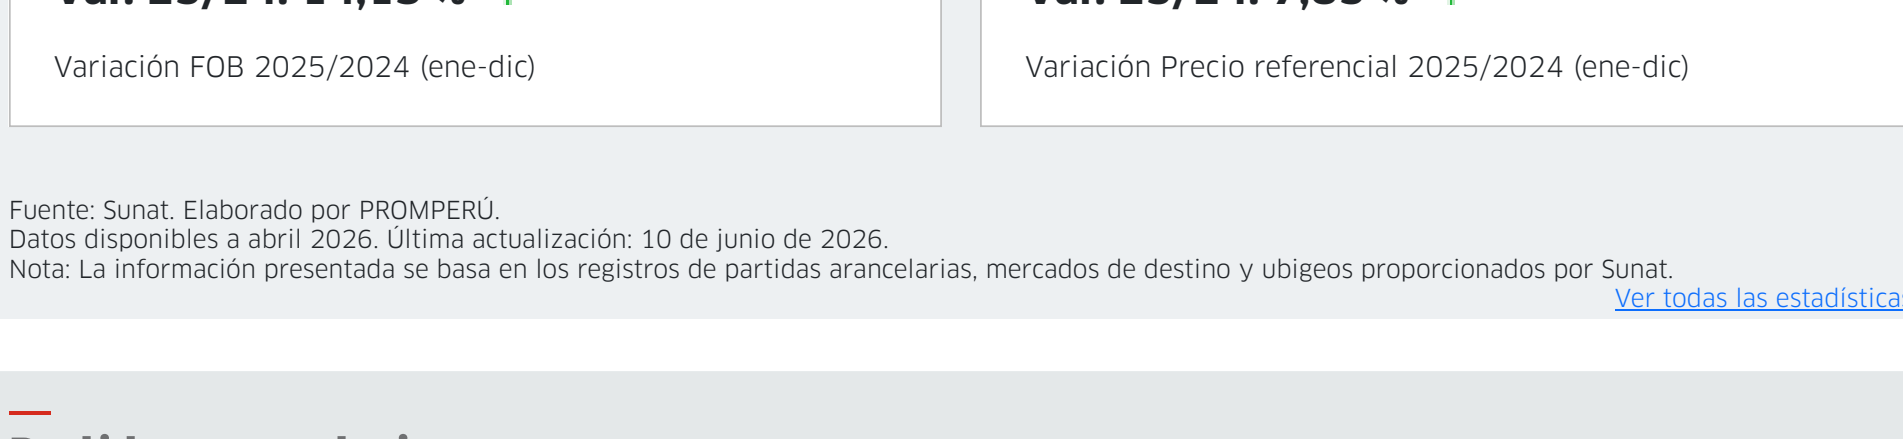 Variación FOB 2025/2024 (ene-dic)
Variación Precio referencial 2025/2024 (ene-dic)
Fuente: Sunat. Elaborado por PROMPERÚ.
Datos disponibles a abril 2026. Última actualización: 10 de junio de 2026.
Nota: La información presentada se basa en los registros de partidas arancelarias, mercados de destino y ubigeos proporcionados por Sunat.
Ver todas las estadísticas